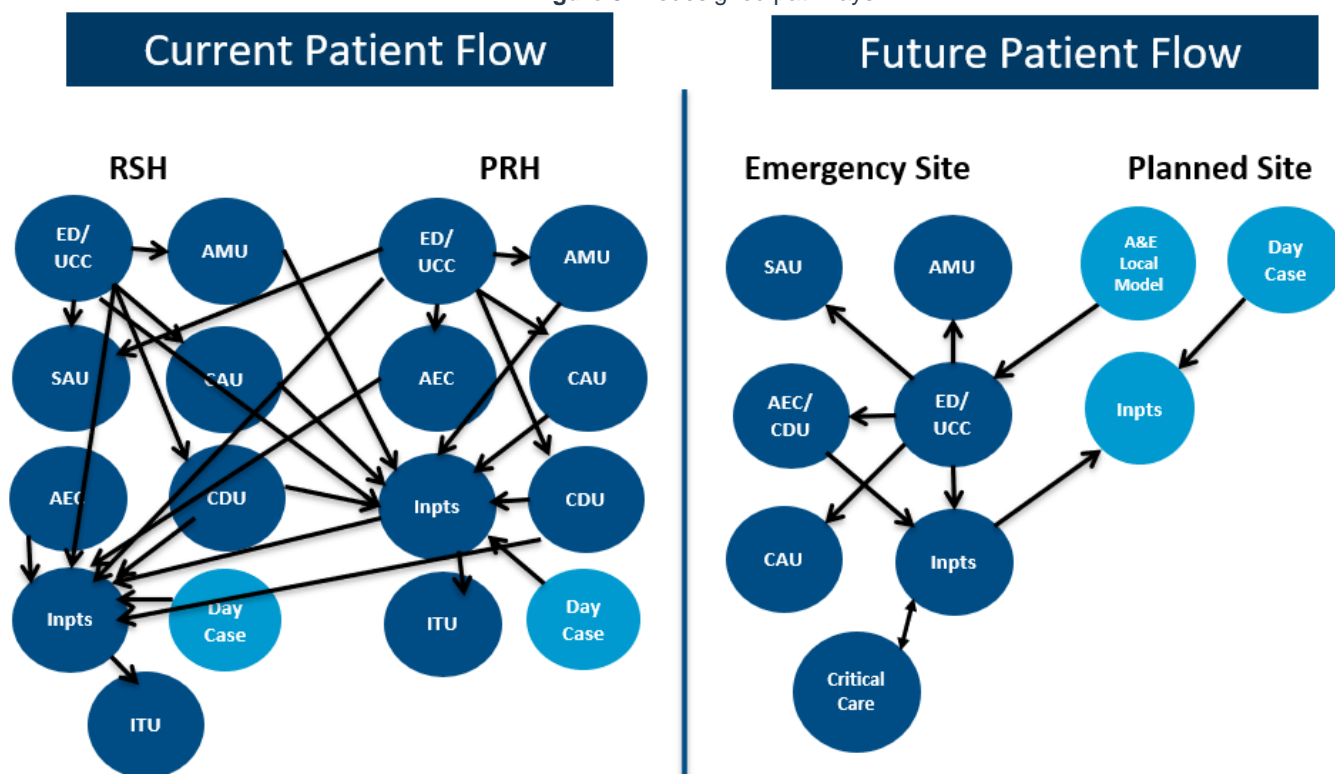 Current Patient Flow
RSH
PRH
ED/
UCC
AMU
ED/
UCC
AMU
SAU
CAU
AEC
CAU
AEC
CDU
Inpts
CDU
Inpts
Day
Case
ITU
Day
Case
ITU
Future Patient Flow
Emergency Site
Planned Site
SAU
AMU
A&E
Local
Model
Day
Case
AEC/
CDU
ED/
UCC
Inpts
CAU
Inpts
Critical
Care